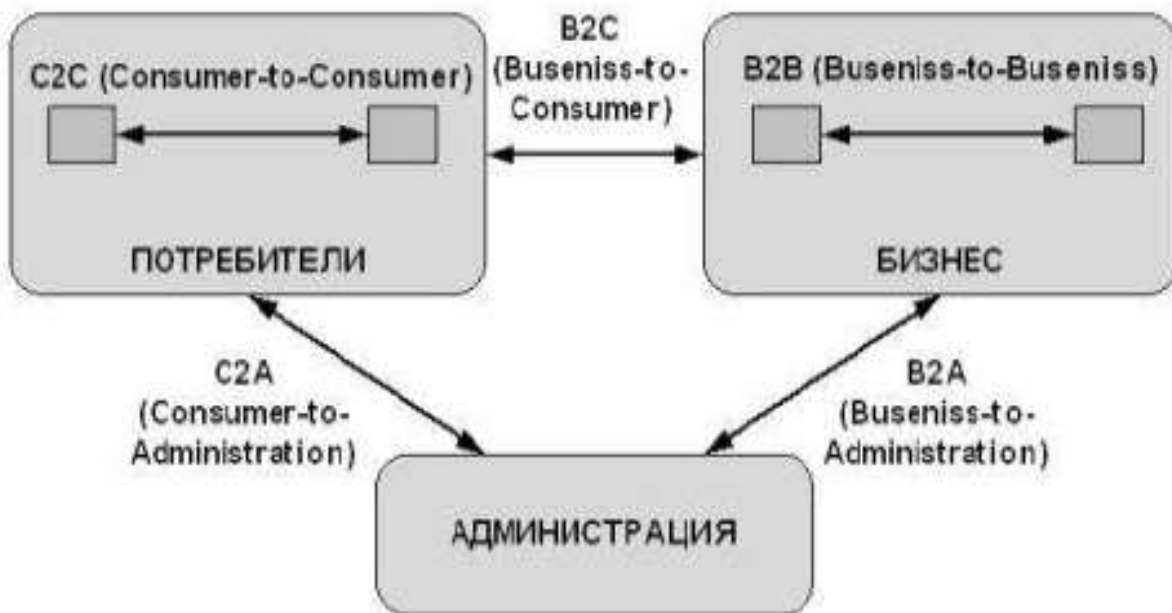 C2C (Consumer-to-Consumer)
ПОТРЕБИТЕЛИ
B2C
(Buseniss-to-
Consumer)
B2B (Buseniss-to-Buseniss)
БИЗНЕС
C2A
(Consumer-to-
Administration)
B2A
(Buseniss-to-
Administration)
АДМИНИСТРАЦИЯ